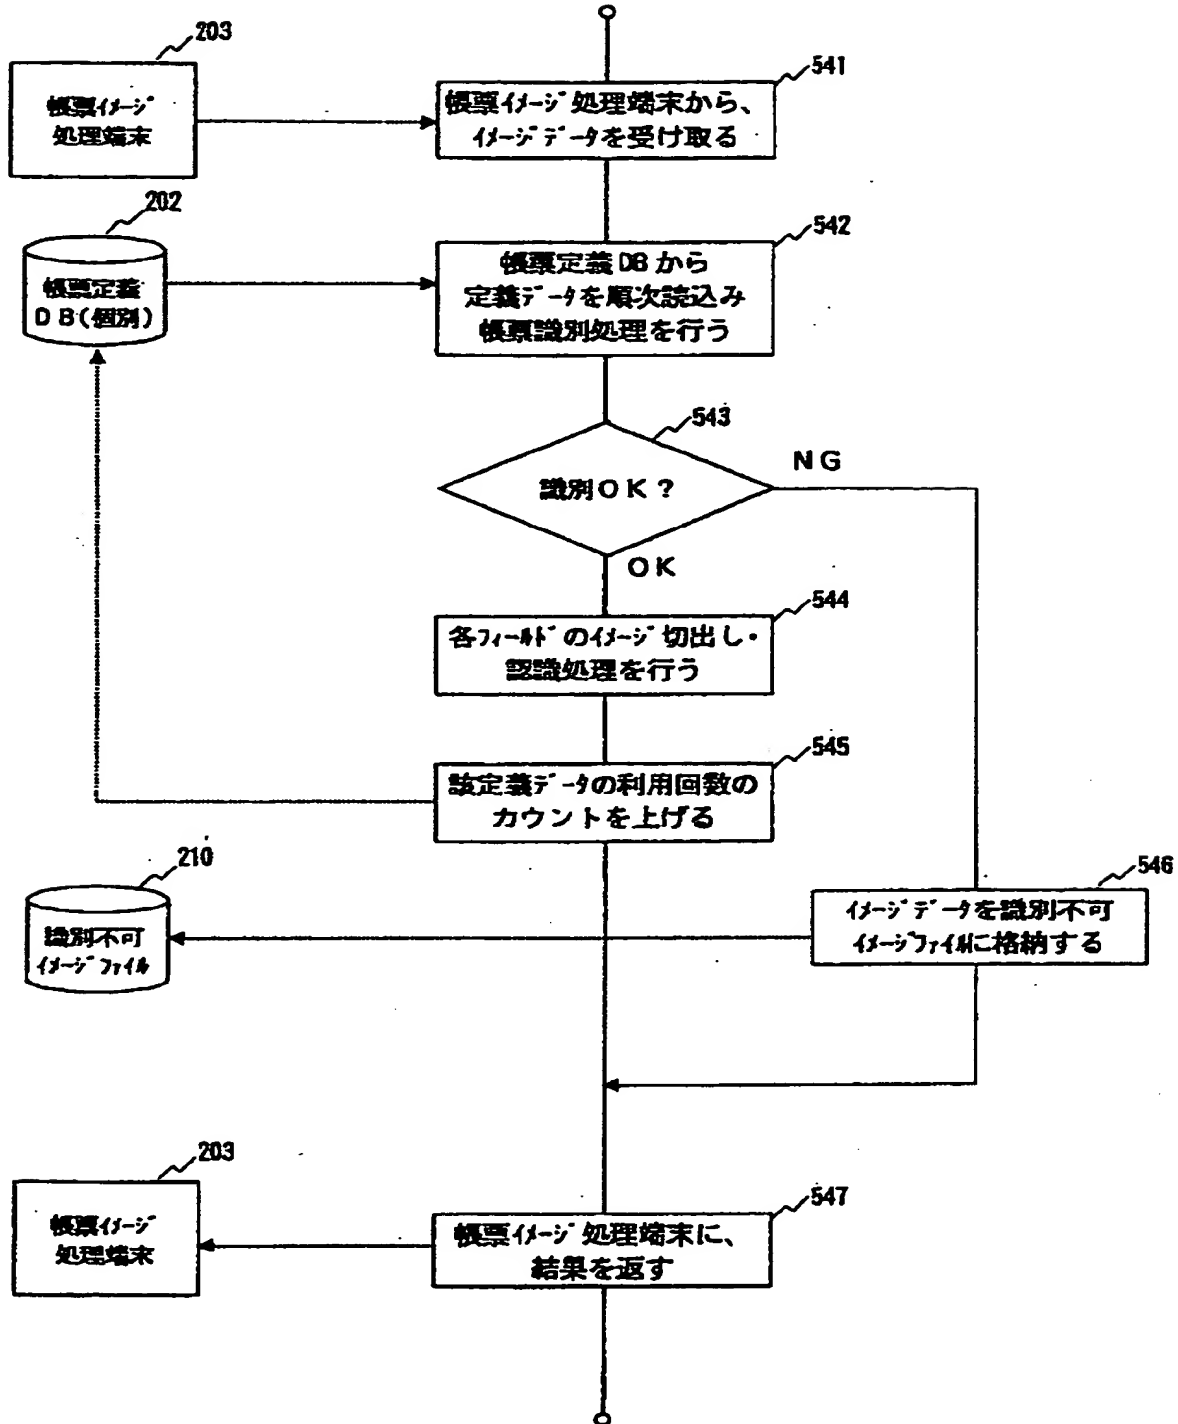 203
帳票イメージ
処理端末
541
帳票イメージ処理端末から、
イメージデータを受け取る
202
帳票定義
DB(個別)
542
帳票定義DBから
定義データを順次読込み
帳票識別処理を行う
543
識別OK?
NG
OK
544
各フィールドのイメージ切出し・
認識処理を行う
545
該定義データの利用回数の
カウントを上げる
210
識別不可
イメージファイル
546
イメージデータを識別不可
イメージファイルに格納する
203
帳票イメージ
処理端末
547
帳票イメージ処理端末に、
結果を返す